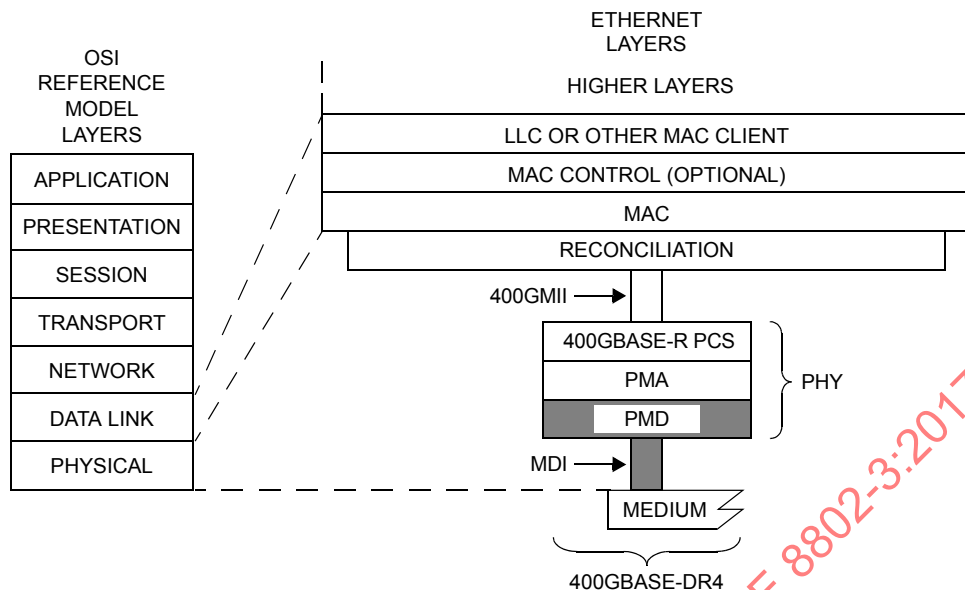 OSI
REFERENCE
MODEL
LAYERS
APPLICATION
PRESENTATION
SESSION
TRANSPORT
NETWORK
DATA LINK
PHYSICAL
ETHERNET
LAYERS
HIGHER LAYERS
LLC OR OTHER MAC CLIENT
MAC CONTROL (OPTIONAL)
MAC
RECONCILIATION
400GMII
400GBASE-R PCS
PMA
PMD
PHY
MDI
MEDIUM
400GBASE-DR4
8802-3:2017